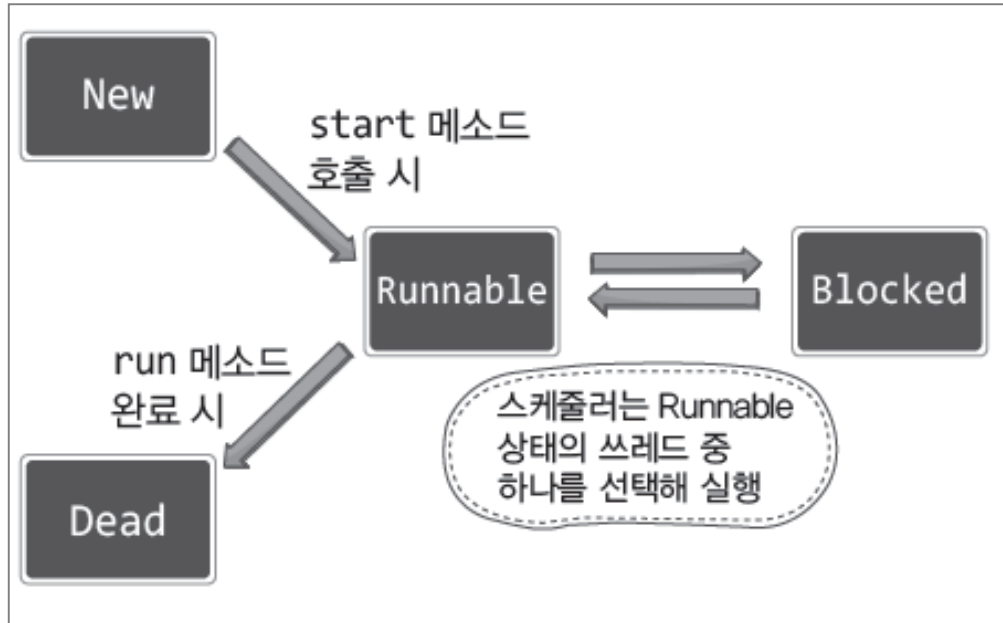 New
start 메소드
호출 시
Runnable
Blocked
run 메소드
완료 시
스케줄러는 Runnable
상태의 쓰레드 중
하나를 선택해 실행
Dead